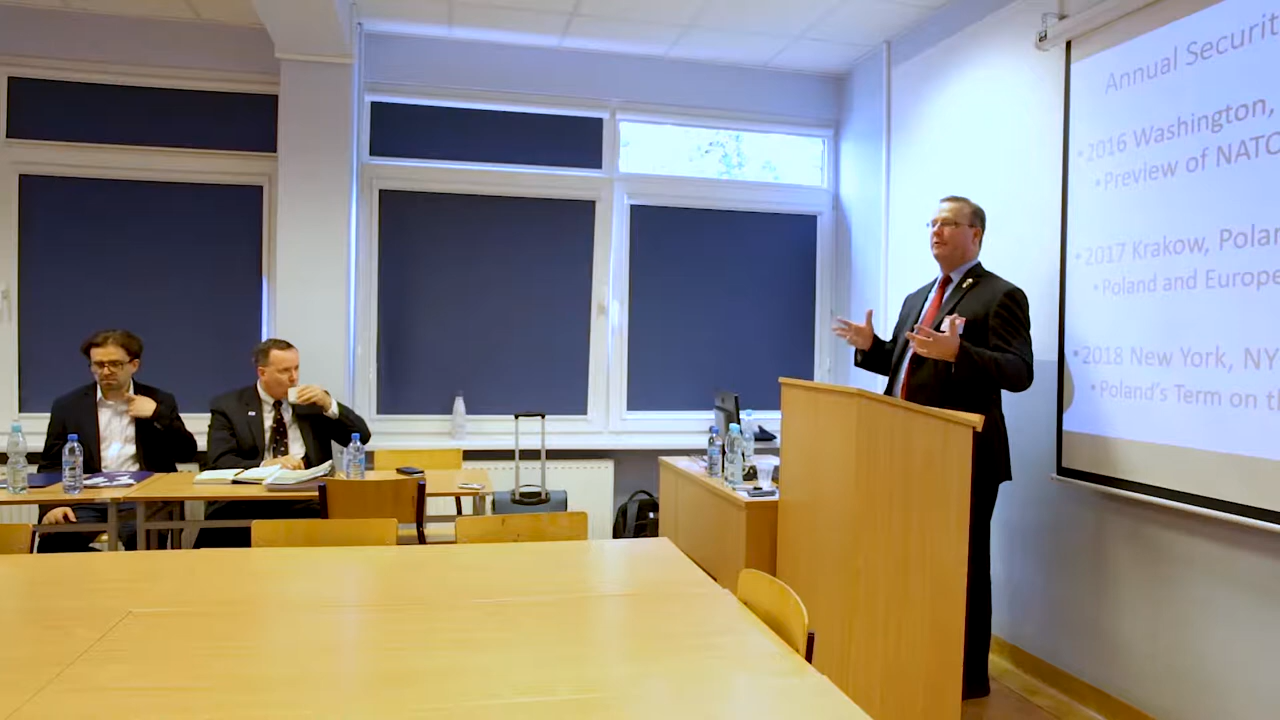 Annual Securit
•2016 Washington,
•Preview of NATO
•2017 Krakow, Polan
•Poland and Europe
•2018 New York, NY
•Poland's Term on th